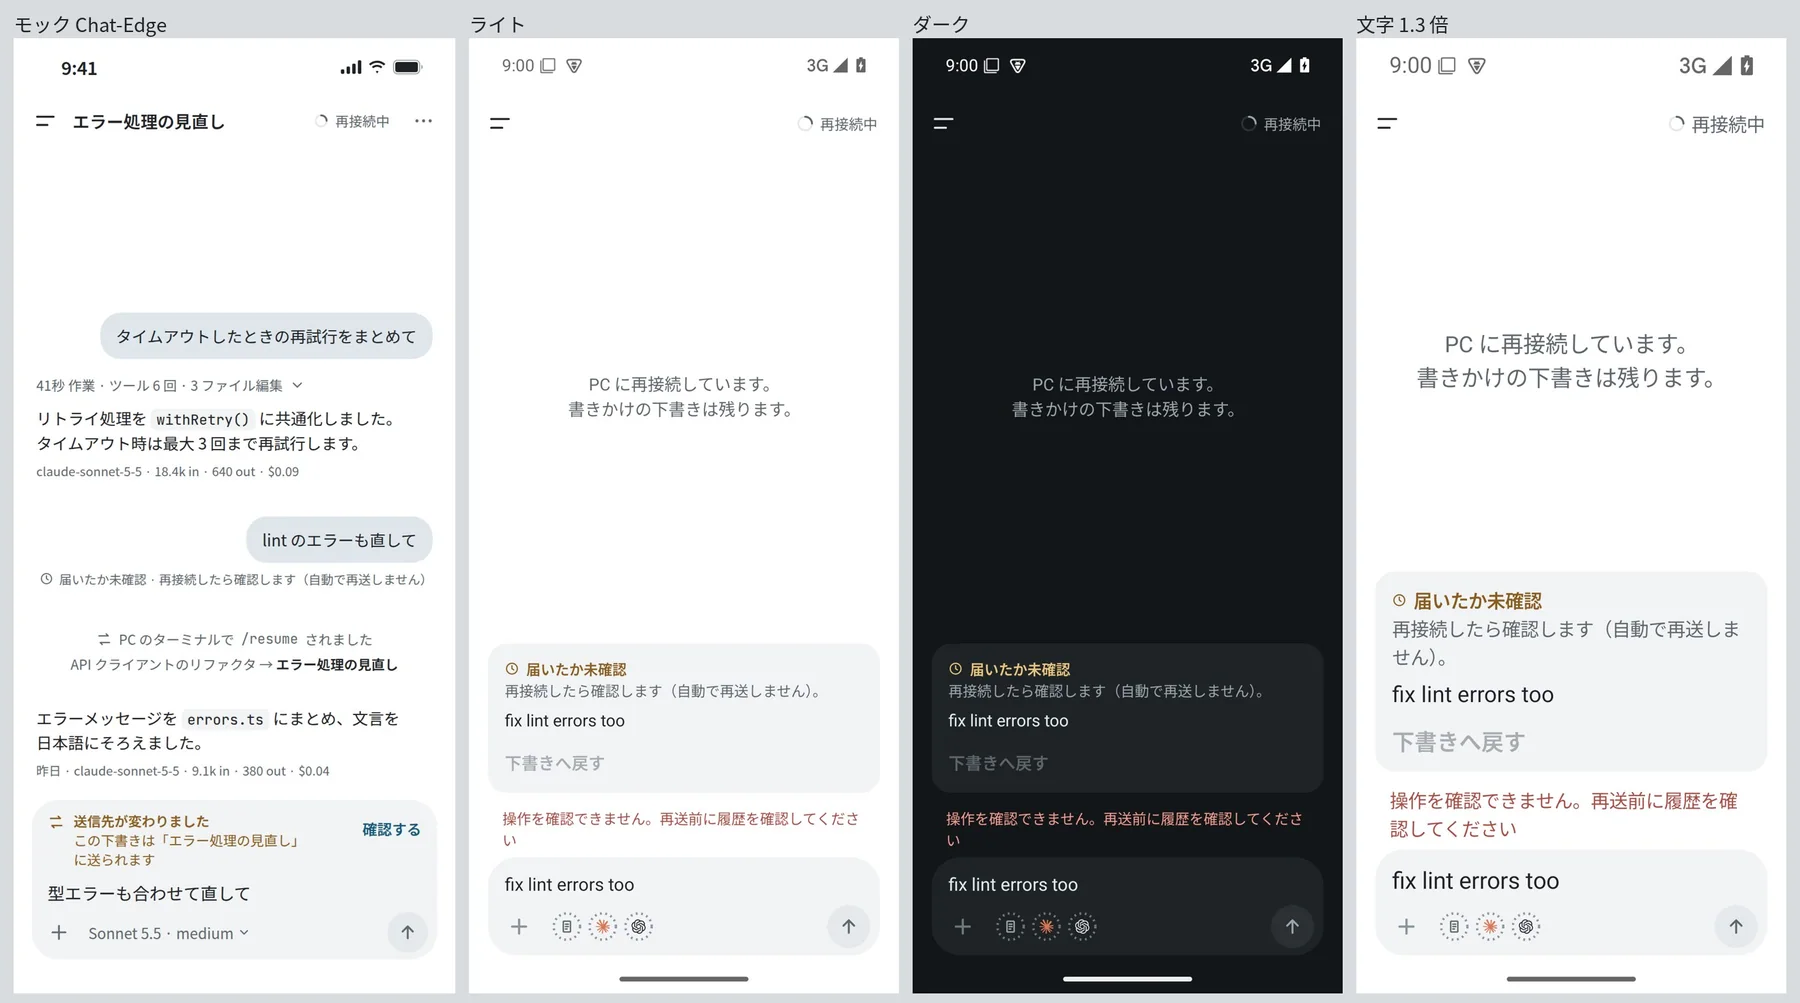 モック Chat-Edge
9:41
エラー処理の見直し
再接続中
タイムアウトしたときの再試行をまとめて
41秒 作業 · ツール 6 回 · 3 ファイル編集
リトライ処理を withRetry() に共通化しました。
タイムアウト時は最大 3 回まで再試行します。
claude-sonnet-5-5 · 18.4k in · 640 out · $0.09
lint のエラーも直して
届いたか未確認 · 再接続したら確認します（自動で再送しません）
PC のターミナルで /resume されました
API クライアントのリファクタ → エラー処理の見直し
エラーメッセージを errors.ts にまとめ、文言を
日本語にそろえました。
昨日 · claude-sonnet-5-5 · 9.1k in · 380 out · $0.04
送信先が変わりました
この下書きは「エラー処理の見直し」
に送られます
確認する
型エラーも合わせて直して
Sonnet 5.5 · medium
ライト
9:00
3G
再接続中
PC に再接続しています。
書きかけの下書きは残ります。
届いたか未確認
再接続したら確認します（自動で再送しません）。
fix lint errors too
下書きへ戻す
操作を確認できません。再送前に履歴を確認してくださ
い
fix lint errors too
ダーク
9:00
3G
再接続中
PC に再接続しています。
書きかけの下書きは残ります。
届いたか未確認
再接続したら確認します（自動で再送しません）。
fix lint errors too
下書きへ戻す
操作を確認できません。再送前に履歴を確認してくださ
い
fix lint errors too
文字 1.3 倍
9:00
3G
再接続中
PC に再接続しています。
書きかけの下書きは残ります。
届いたか未確認
再接続したら確認します（自動で再送しま
せん）。
fix lint errors too
下書きへ戻す
操作を確認できません。再送前に履歴を確
認してください
fix lint errors too